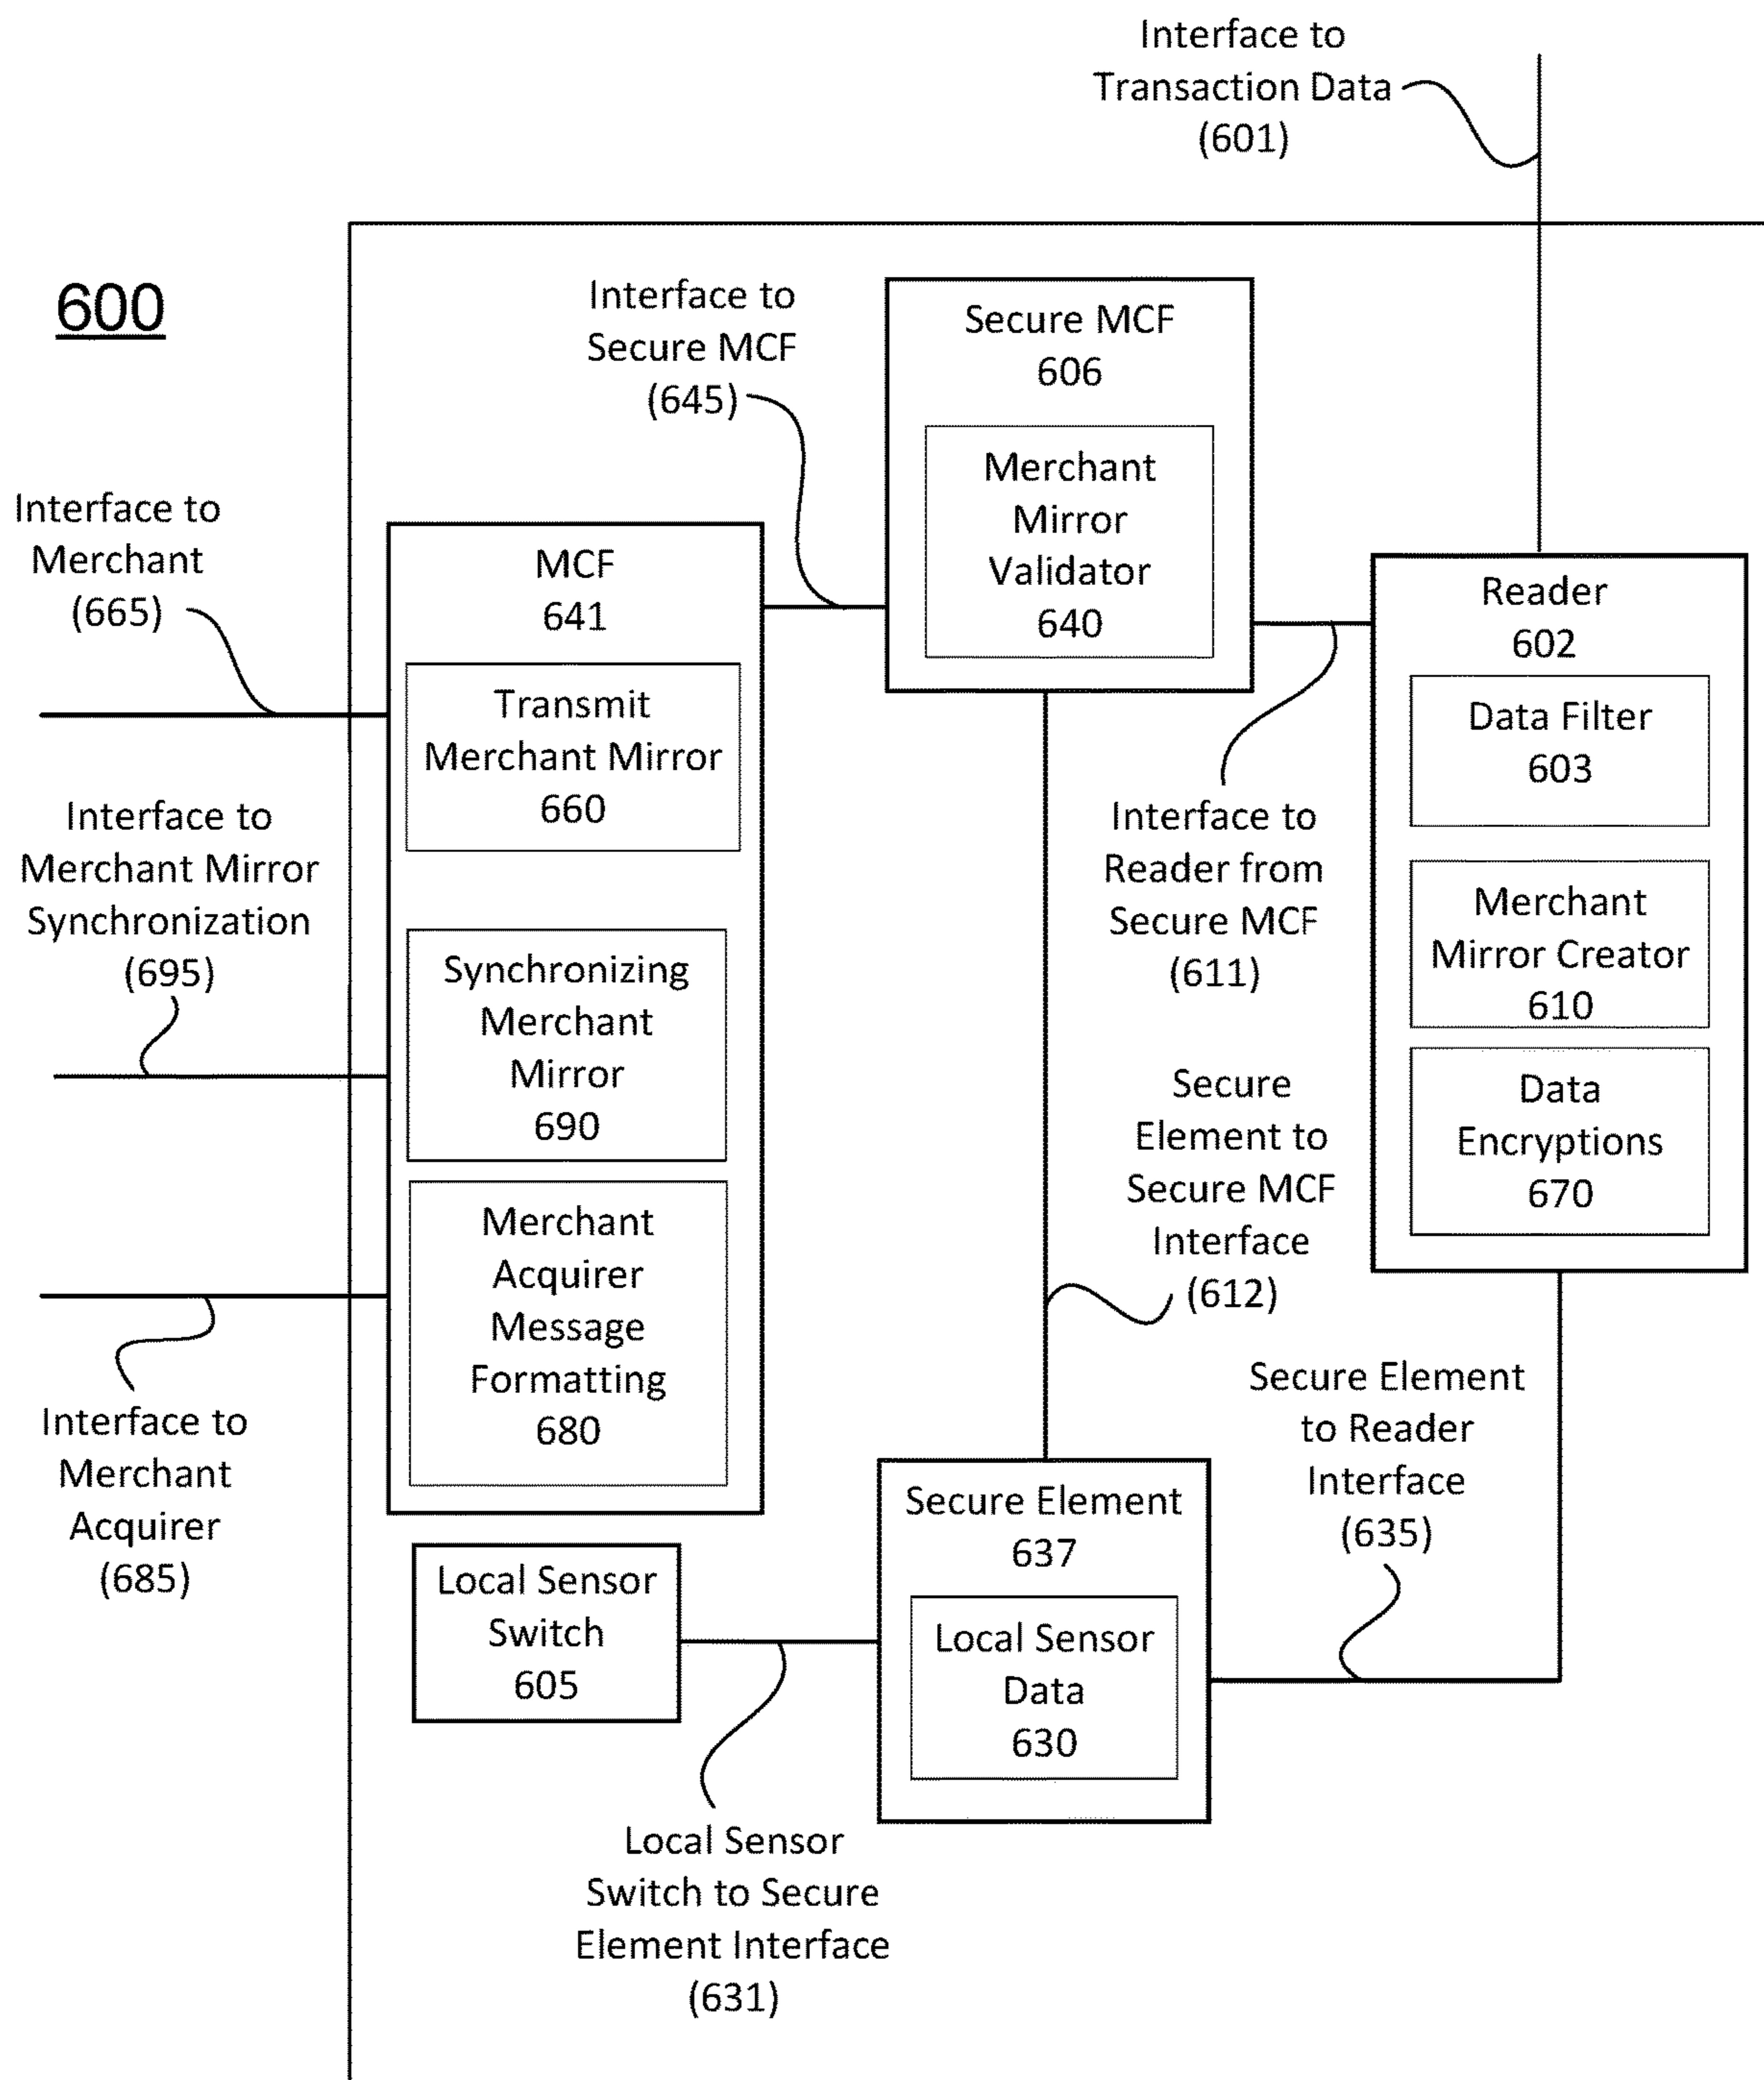 Interface to
Transaction Data
(601)
600
Interface to
Secure MCF
(645)
Secure MCF
606
Merchant
Mirror
Validator
640
Interface to
Merchant
(665)
MCF
641
Transmit
Merchant Mirror
660
Reader
602
Data Filter
603
Interface to
Merchant Mirror
Synchronization
(695)
Interface to
Reader from
Secure MCF
(611)
Merchant
Mirror Creator
610
Synchronizing
Merchant
Mirror
690
Secure
Element to
Secure MCF
Interface
(612)
Data
Encryptions
670
Merchant
Acquirer
Message
Formatting
680
Interface to
Merchant
Acquirer
(685)
Secure Element
to Reader
Interface
(635)
Secure Element
637
Local Sensor
Switch
605
Local Sensor
Data
630
Local Sensor
Switch to Secure
Element Interface
(631)